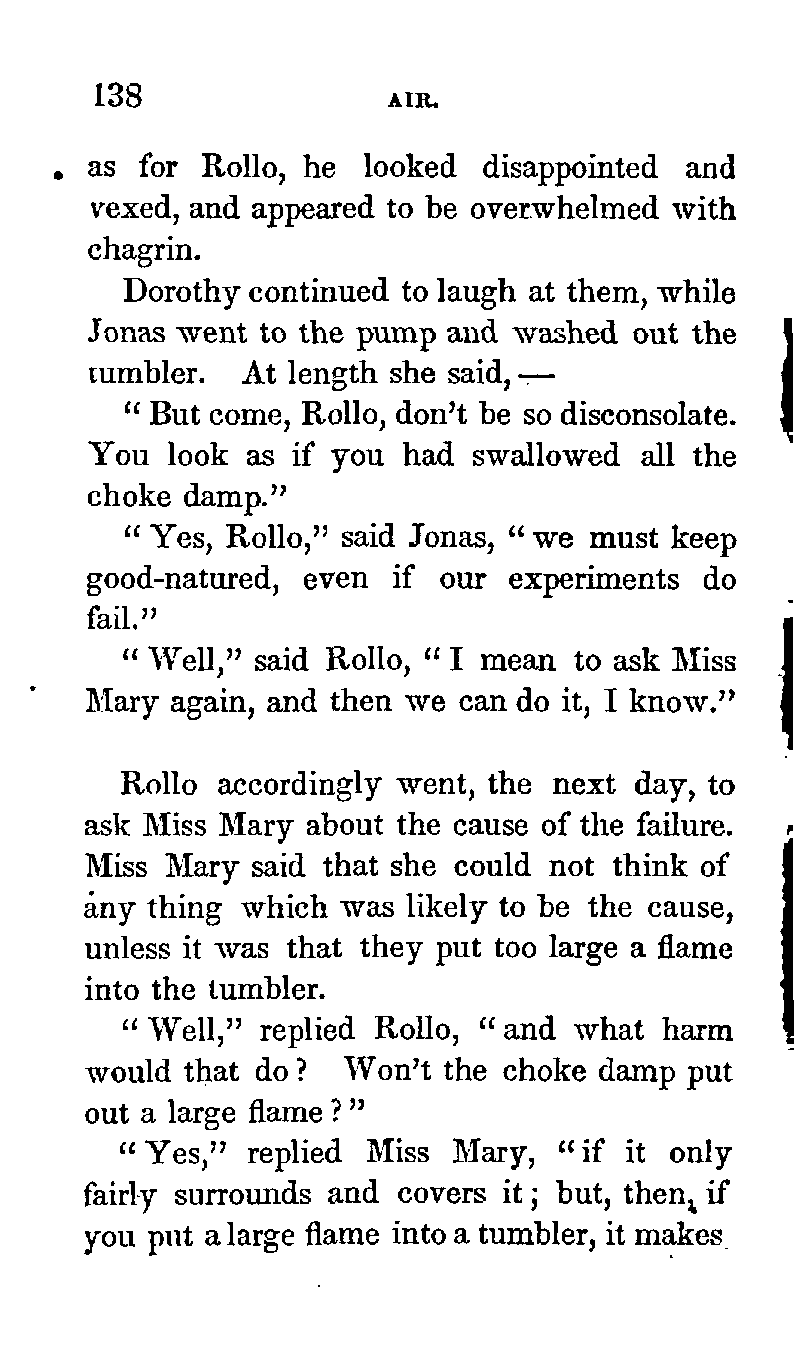 138 AIR.
as for Rollo, he looked disappointed and
vexed, and appeared to be overwhelmed with
chagrin.
Dorothy continued to laugh at them, while
Jonas went to the pump and washed out the
tumbler. At length she said, —
“ But come, Rollo, don’t be so disconsolate.
You look as if you had swallowed all the
choke damp.”
“ Yes, Rollo,” said Jonas, “ we must keep
good-natured, even if our experiments do
fail.”
“ Well,” said Rollo, “ I mean to ask Miss
Mary again, and then we can do it, I know.”
Rollo accordingly went, the next day, to
ask Miss Mary about the cause of the failure.
Miss Mary said that she could not think of
any thing which was likely to be the cause,
unless it was that they put too large a flame
into the tumbler.
“ Well,” replied Rollo, “ and what harm
would that do ? Won’t the choke damp put
out a large flame ? ”
“ Yes,” replied Miss Mary, “ if it only
fairly surrounds and covers it ; but, then, if
you put a large flame into a tumbler, it makes